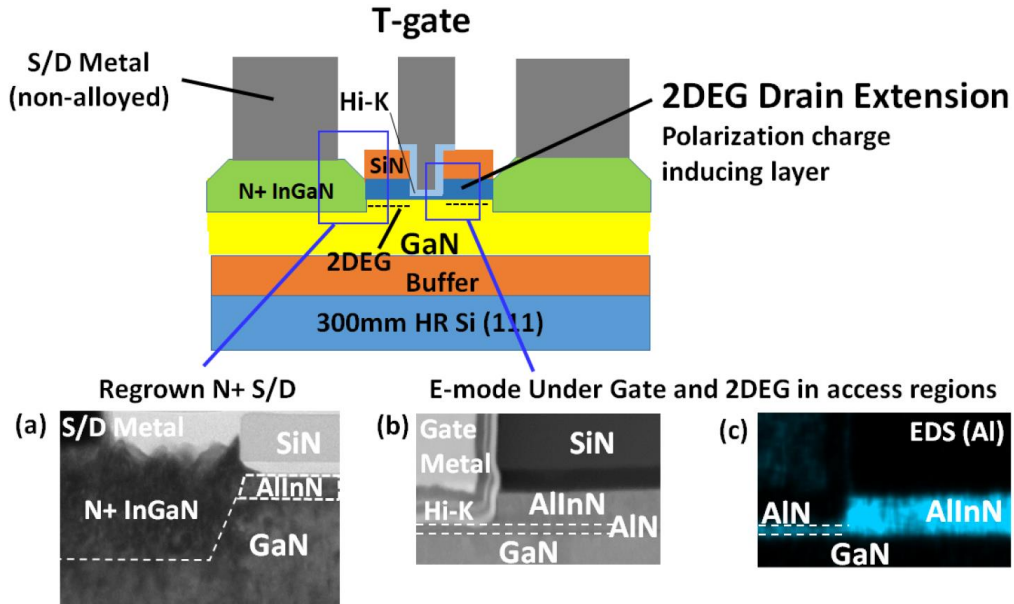 T-gate
S/D Metal
(non-alloyed)
Hi-K
2DEG Drain Extension
Polarization charge
inducing layer
SiN
N+ InGaN
2DEG
GaN
Buffer
300mm HR Si (111)
Regrown N+ S/D
E-mode Under Gate and 2DEG in access regions
(a)
S/D Metal
SiN
AlInN
N+ InGaN
GaN
(b)
Gate
Metal
SiN
Hi-K
AlInN
AlN
GaN
(c)
EDS (Al)
AlN
AlInN
GaN